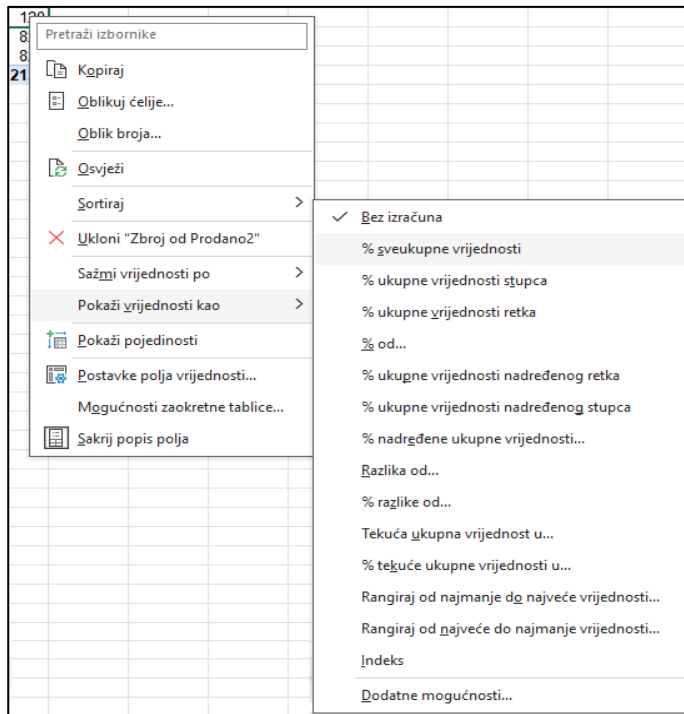 Pretraži izbornike
Kopiraj
Oblikuj ćelije...
Oblik broja...
Osvježi
Sortiraj
Ukloni "Zbroj od Prodano2"
Sažmi vrijednosti po
Pokaži vrijednosti kao
Pokaži pojedinosti
Postavke polja vrijednosti...
Mogućnosti zaokretne tablice...
Sakrij popis polja
Bez izračuna
% sveukupne vrijednosti
% ukupne vrijednosti stupca
% ukupne vrijednosti retka
% od...
% ukupne vrijednosti nadređenog retka
% ukupne vrijednosti nadređenog stupca
% nadređene ukupne vrijednosti...
Razlika od...
% razlike od...
Tekuća ukupna vrijednost u...
% tekuće ukupne vrijednosti u...
Rangiraj od najmanje do najveće vrijednosti...
Rangiraj od najveće do najmanje vrijednosti...
Indeks
Dodatne mogućnosti...